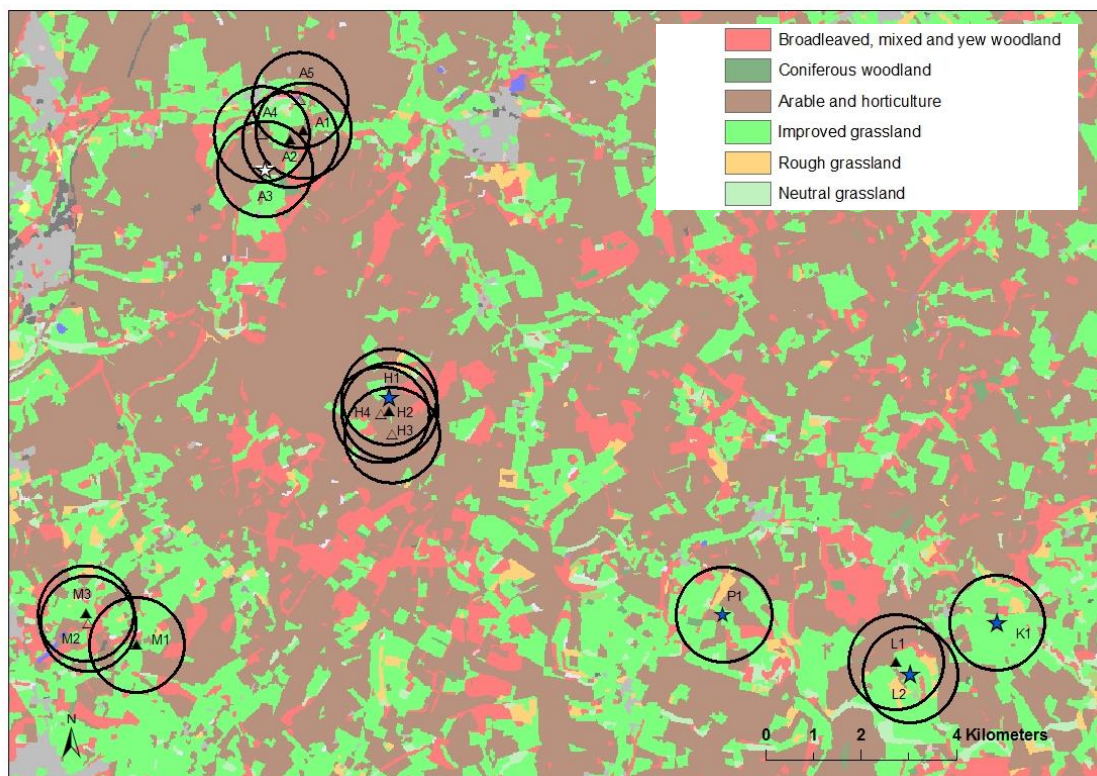 Broadleaved, mixed and yew woodland
Coniferous woodland
Arable and horticulture
Improved grassland
Rough grassland
Neutral grassland
A5
A4
A1
A2
A3
H1
H4
H2
H3
M3
M2
M1
P1
L1
L2
K1
N
0
2
4 Kilometers